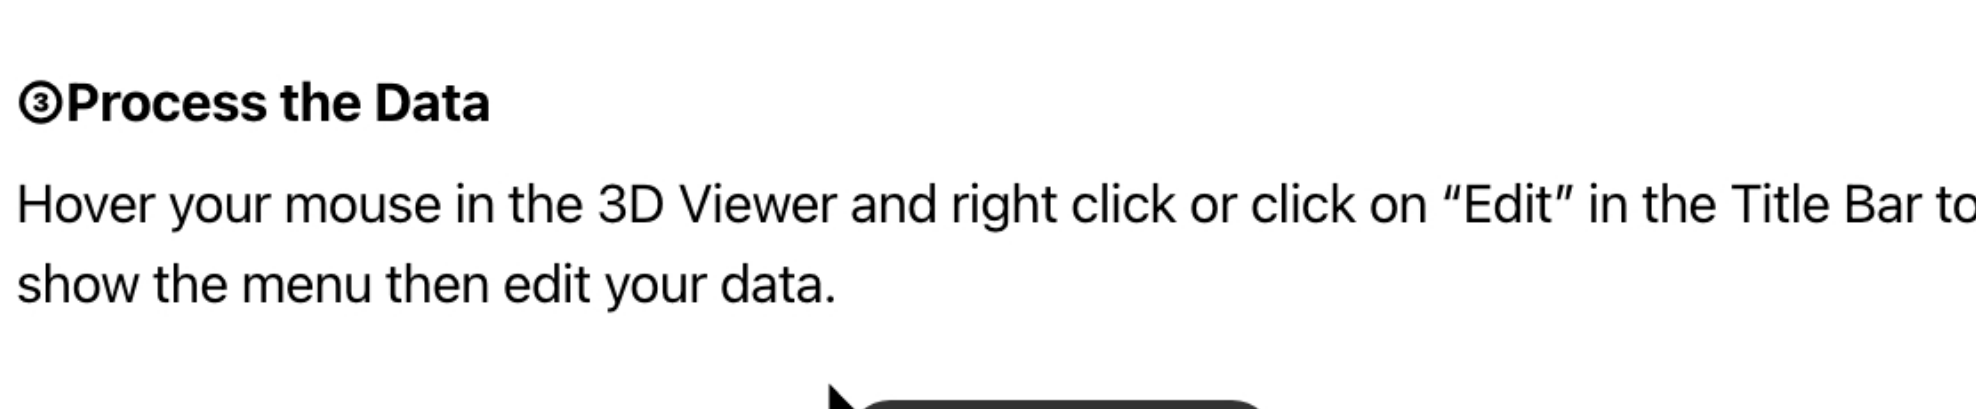 ③Process the Data
Hover your mouse in the 3D Viewer and right click or click on “Edit” in the Title Bar to
show the menu then edit your data.